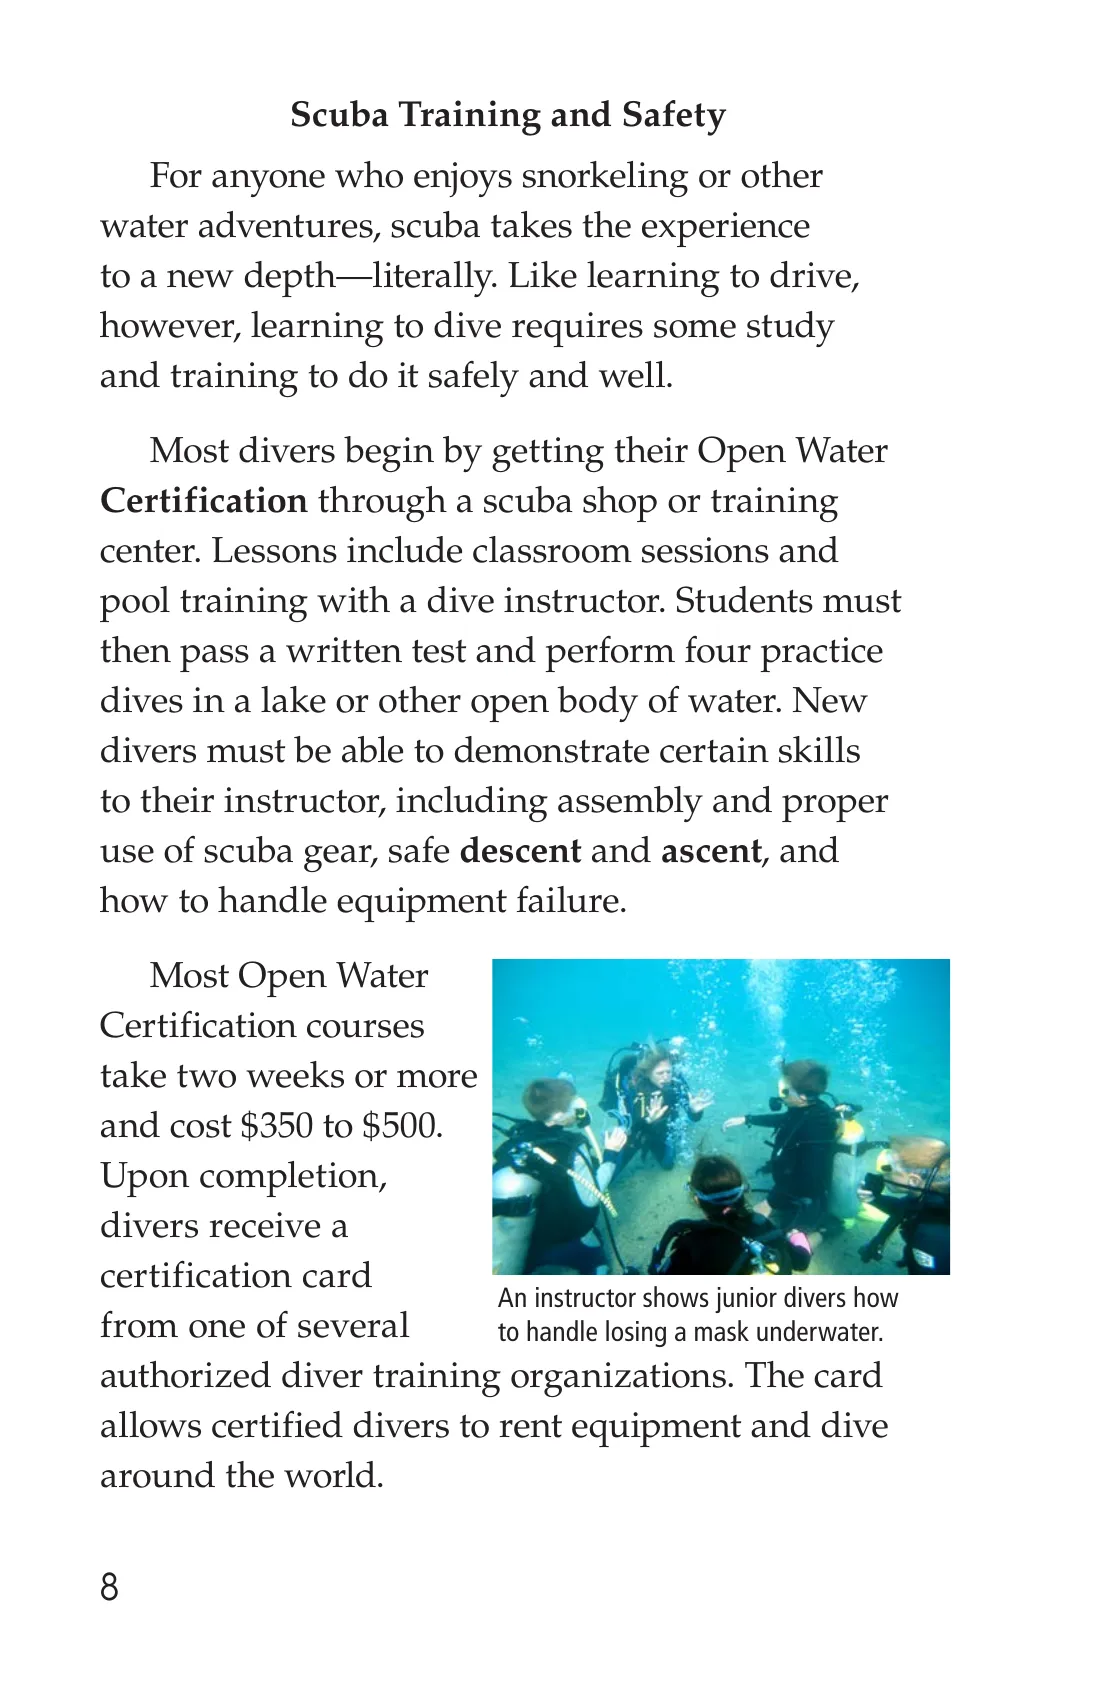 Scuba Training and Safety
For anyone who enjoys snorkeling or other
water adventures, scuba takes the experience
to a new depth—literally. Like learning to drive,
however, learning to dive requires some study
and training to do it safely and well.
Most divers begin by getting their Open Water
Certification through a scuba shop or training
center. Lessons include classroom sessions and
pool training with a dive instructor. Students must
then pass a written test and perform four practice
dives in a lake or other open body of water. New
divers must be able to demonstrate certain skills
to their instructor, including assembly and proper
use of scuba gear, safe descent and ascent, and
how to handle equipment failure.
Most Open Water
Certification courses
take two weeks or more
and cost $350 to $500.
Upon completion,
divers receive a
certification card
from one of several
authorized diver training organizations. The card
allows certified divers to rent equipment and dive
around the world.
An instructor shows junior divers how
to handle losing a mask underwater.
8